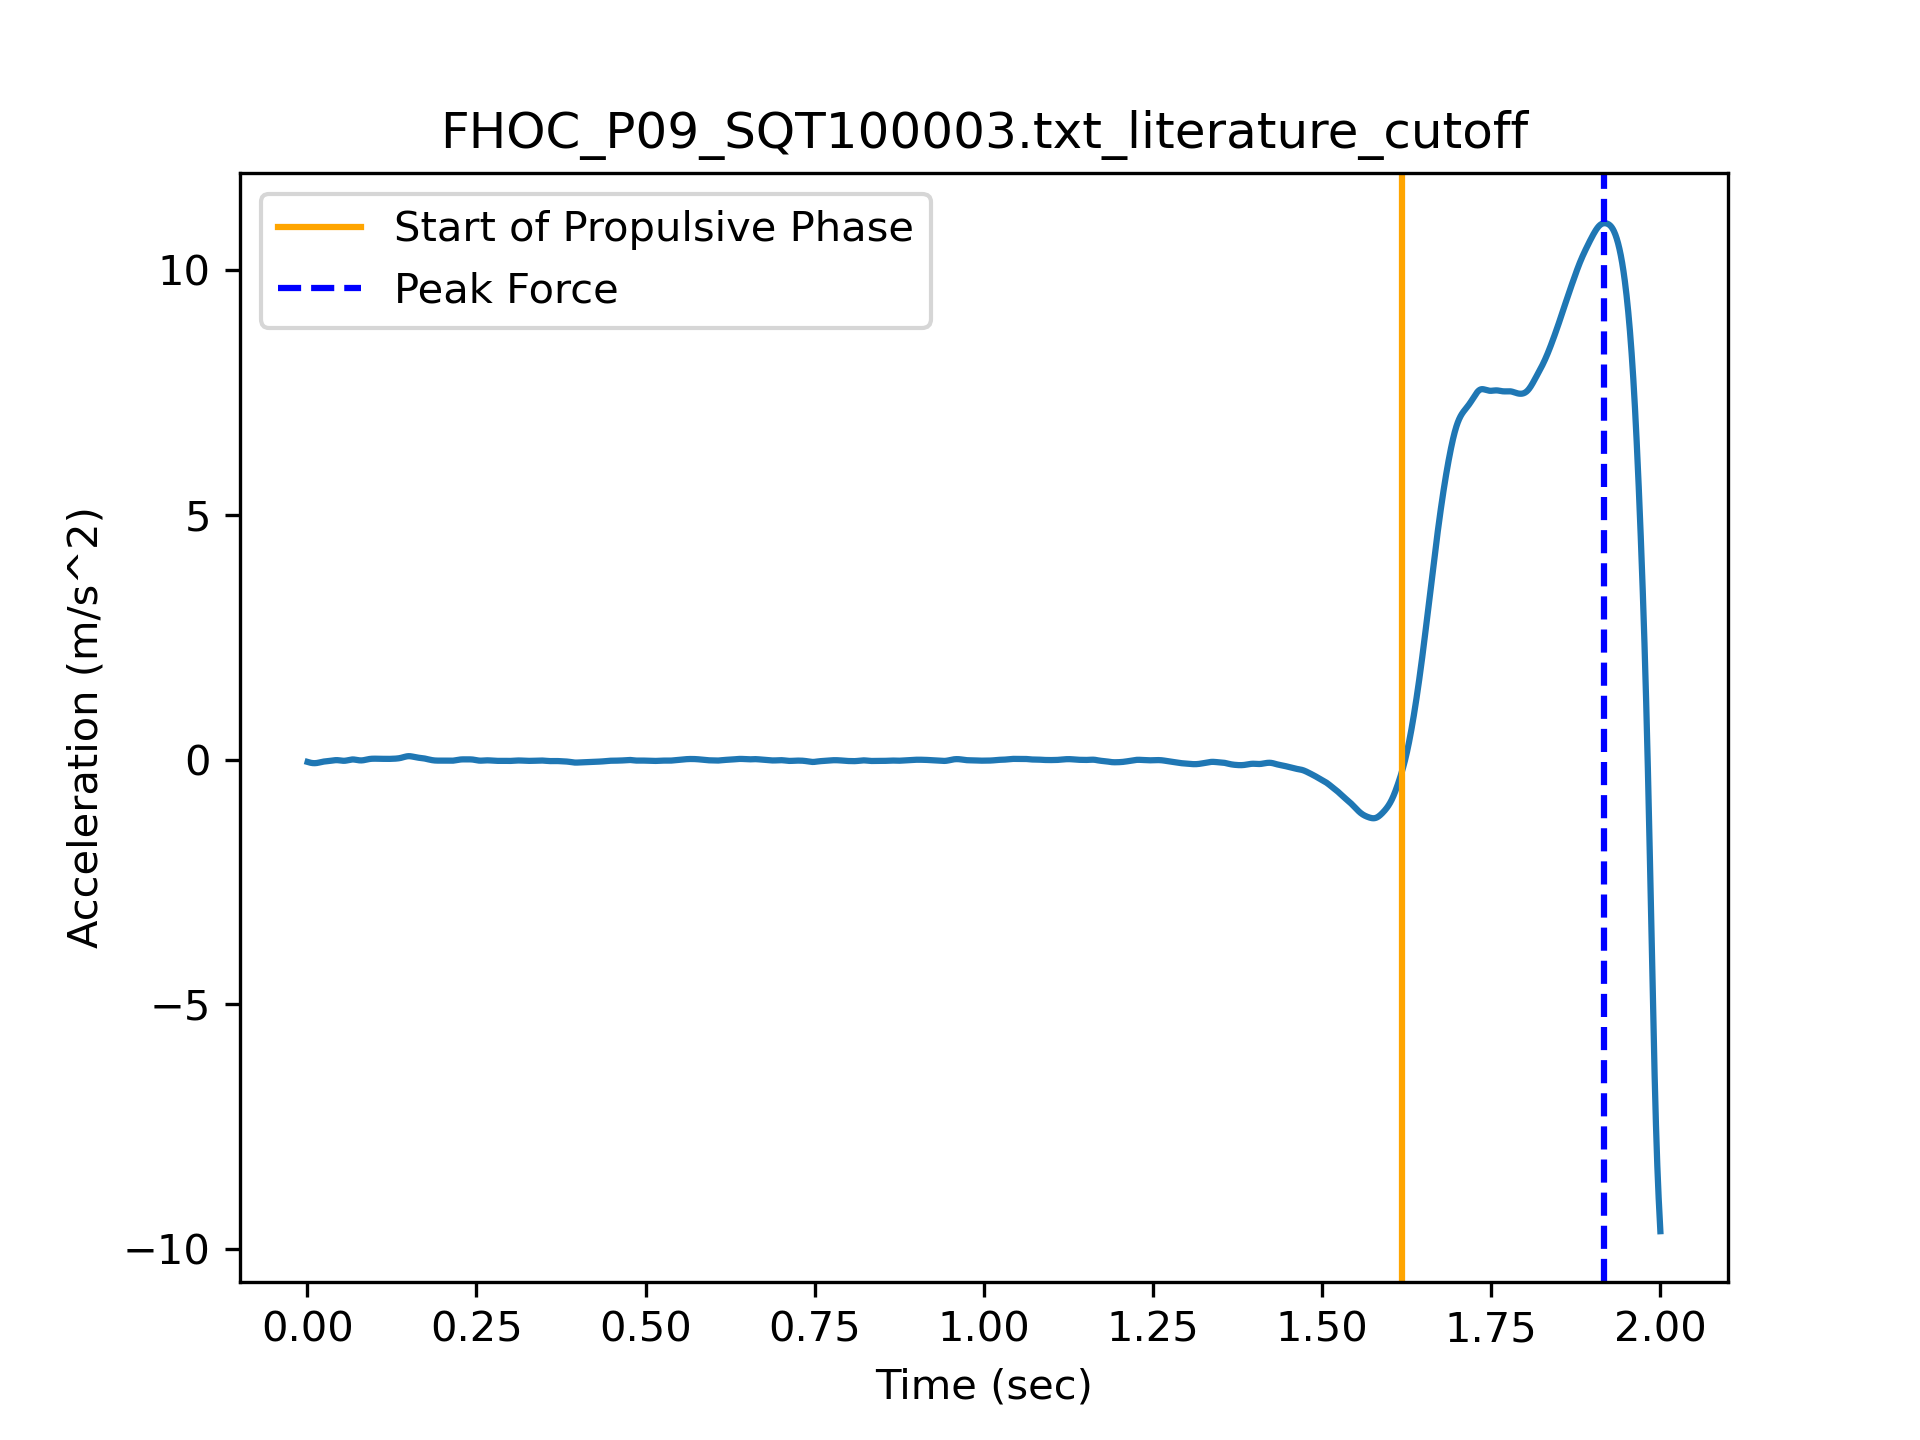 FHOC_P09_SQT100003.txt_literature_cutoff
Start of Propulsive Phase
Peak Force
10
5
0
−5
−10
Acceleration (m/s^2)
0.00 0.25 0.50 0.75 1.00 1.25 1.50 1.75 2.00
Time (sec)